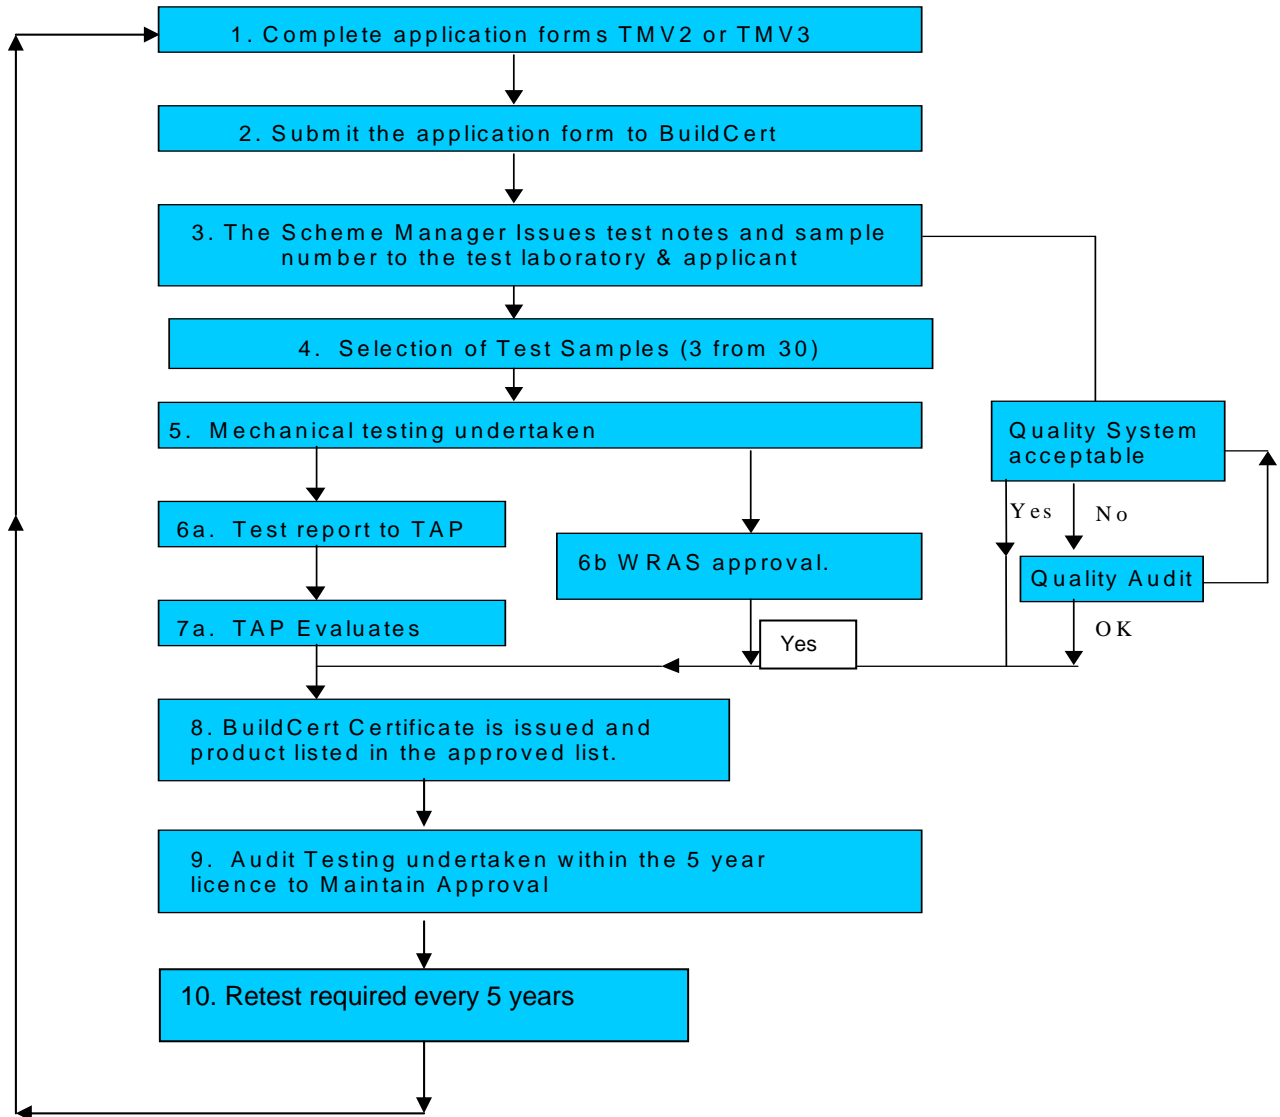 1. Complete application forms TMV2 or TMV3
2. Submit the application form to BuildCert
3. The Scheme Manager Issues test notes and sample
number to the test laboratory & applicant
4. Selection of Test Samples (3 from 30)
5. Mechanical testing undertaken
Quality System
acceptable
Yes
No
6a. Test report to TAP
6b WRAS approval.
Quality Audit
7a. TAP Evaluates
OK
Yes
8. BuildCert Certificate is issued and
product listed in the approved list.
9. Audit Testing undertaken within the 5 year
licence to Maintain Approval
10. Retest required every 5 years